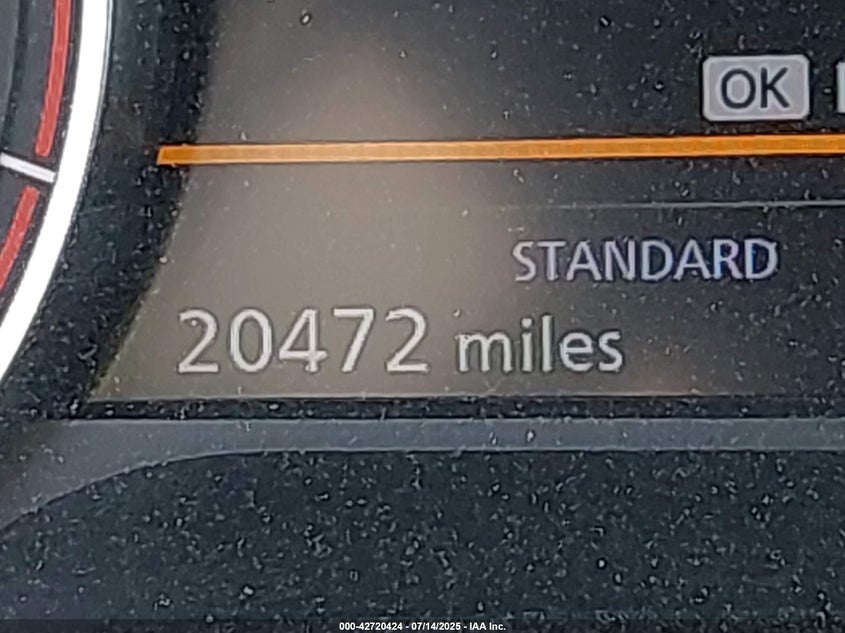 OK
STANDARD
20472 miles
000-42720424 - 07/14/2025 - IAA Inc.